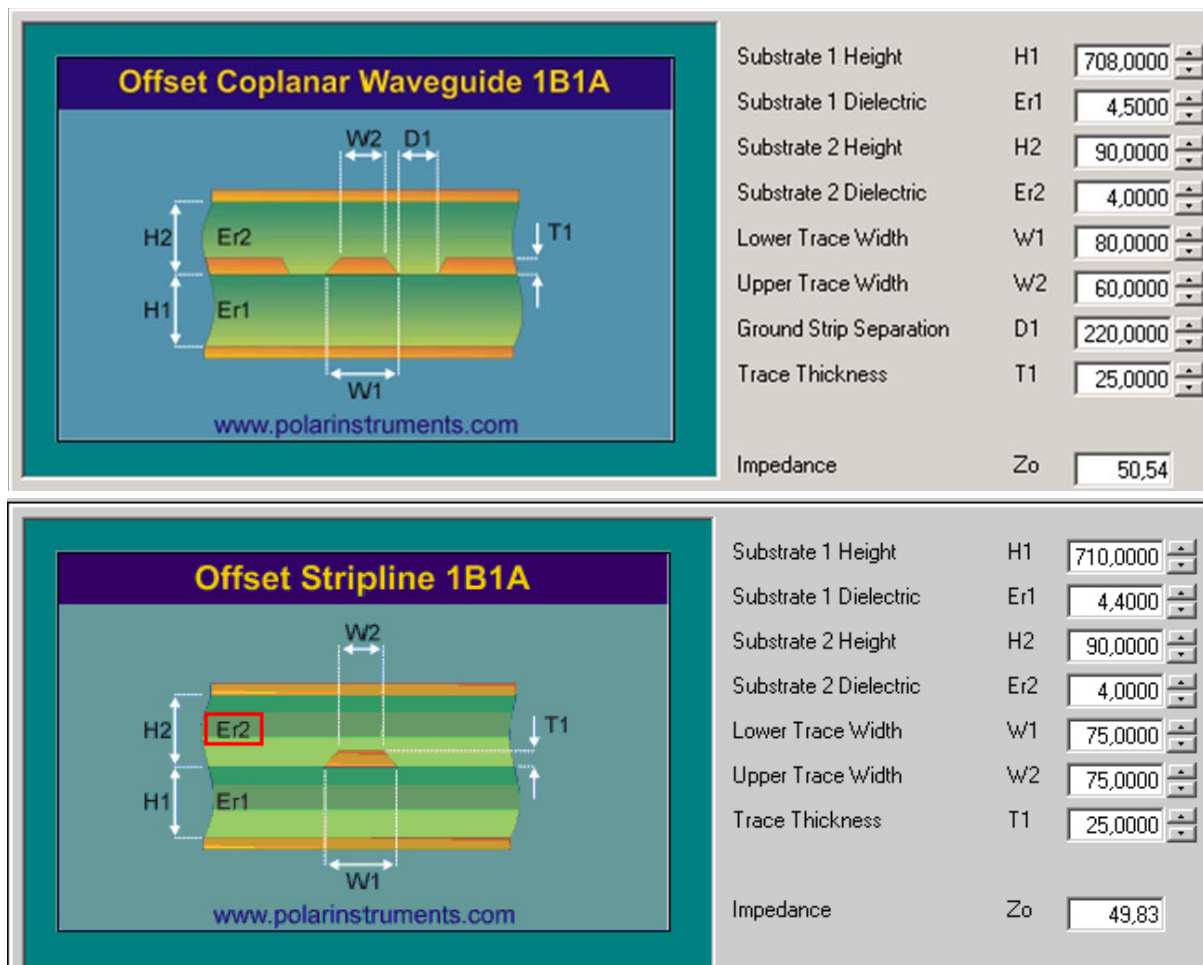 Offset Coplanar Waveguide 1B1A
W2 D1
H2 Er2 T1
H1 Er1
W1
www.polarinstruments.com
Substrate 1 Height H1 708,0000
Substrate 1 Dielectric Er1 4,5000
Substrate 2 Height H2 90,0000
Substrate 2 Dielectric Er2 4,0000
Lower Trace Width W1 80,0000
Upper Trace Width W2 60,0000
Ground Strip Separation D1 220,0000
Trace Thickness T1 25,0000
Impedance Zo 50,54
Offset Stripline 1B1A
W2
H2 Er2 T1
H1 Er1
W1
www.polarinstruments.com
Substrate 1 Height H1 710,0000
Substrate 1 Dielectric Er1 4,4000
Substrate 2 Height H2 90,0000
Substrate 2 Dielectric Er2 4,0000
Lower Trace Width W1 75,0000
Upper Trace Width W2 75,0000
Trace Thickness T1 25,0000
Impedance Zo 49,83